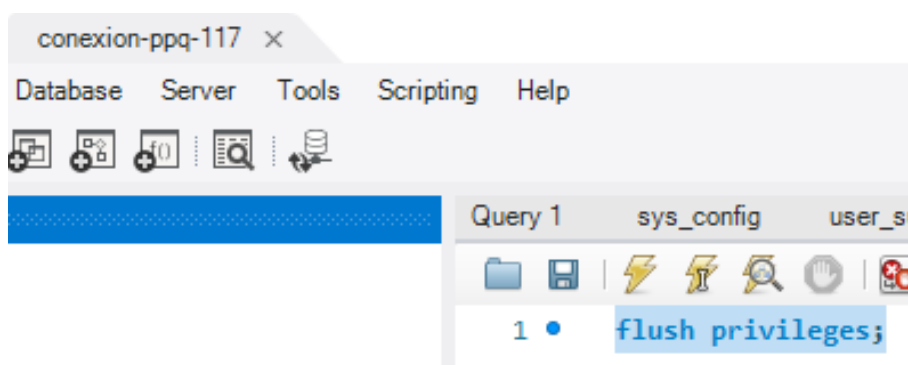 conexion-ppq-117 ×
Database Server Tools Scripting Help
Query 1 sys_config
1 flush privileges;